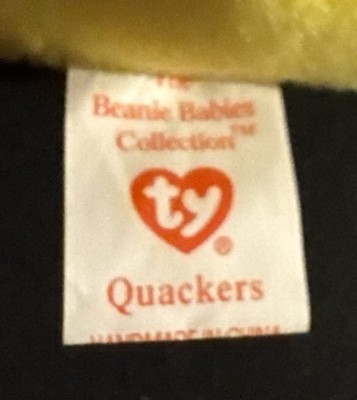 The
Beanie Babies
Collection™
ty®
Quackers
HANDMADE IN CHINA